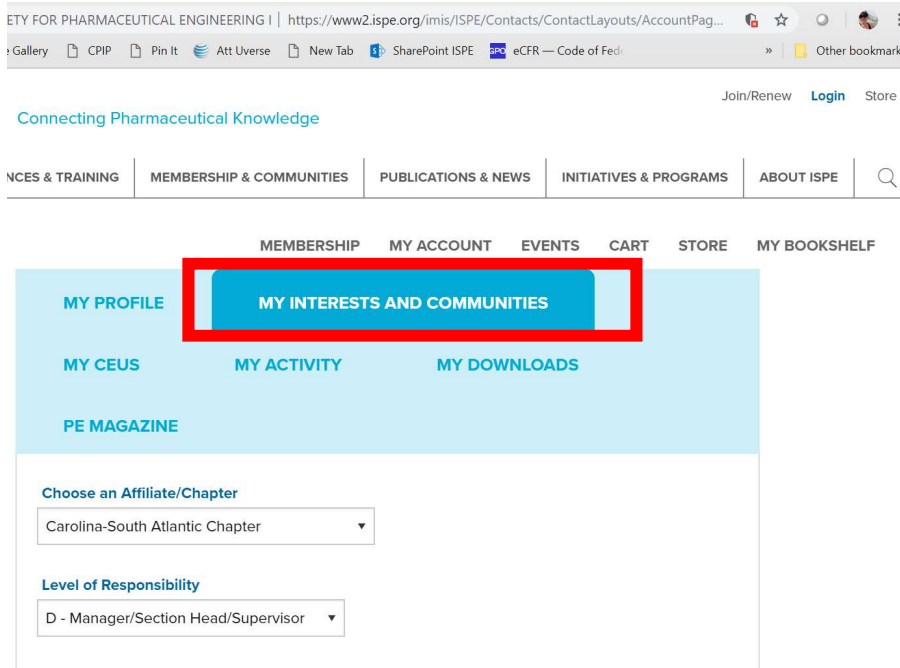 ETY FOR PHARMACEUTICAL ENGINEERING I | https://www2.ispe.org/imis/ISPE/Contacts/ContactLayouts/AccountPag...
Gallery CPIP Pin It Att Uverse New Tab SharePoint ISPE GPO eCFR — Code of Fed » Other bookmark
Join/Renew Login Store
Connecting Pharmaceutical Knowledge
NCES & TRAINING MEMBERSHIP & COMMUNITIES PUBLICATIONS & NEWS INITIATIVES & PROGRAMS ABOUT ISPE
MEMBERSHIP MY ACCOUNT EVENTS CART STORE MY BOOKSHELF
MY PROFILE MY INTERESTS AND COMMUNITIES
MY CEUS MY ACTIVITY MY DOWNLOADS
PE MAGAZINE
Choose an Affiliate/Chapter
Carolina-South Atlantic Chapter
Level of Responsibility
D - Manager/Section Head/Supervisor